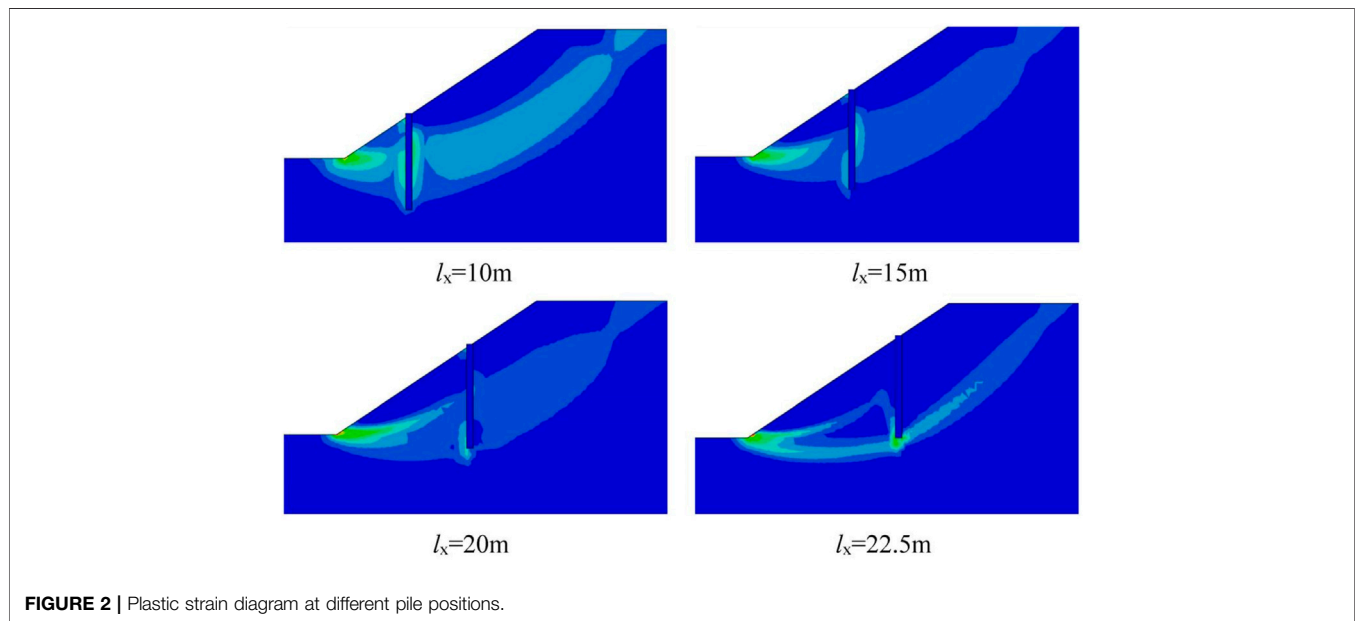 lx=10m
lx=15m
lx=20m
lx=22.5m
FIGURE 2 | Plastic strain diagram at different pile positions.